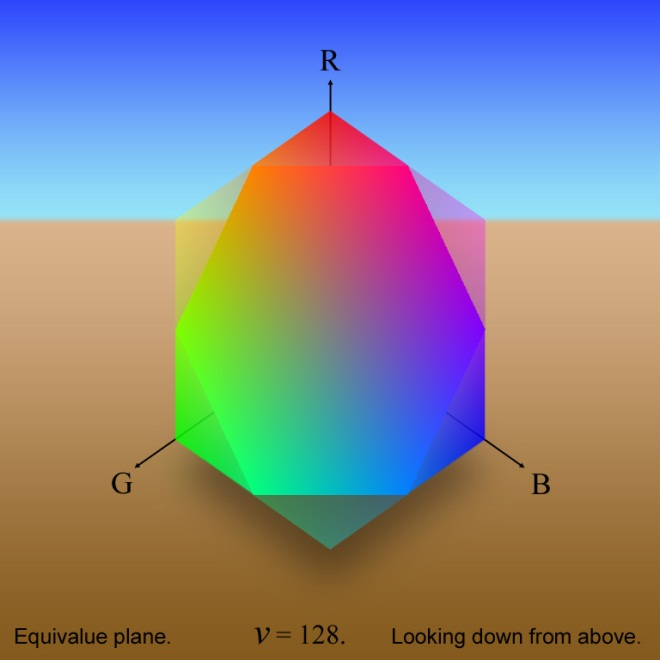 R
G
B
Equivalue plane.
v = 128.
Looking down from above.